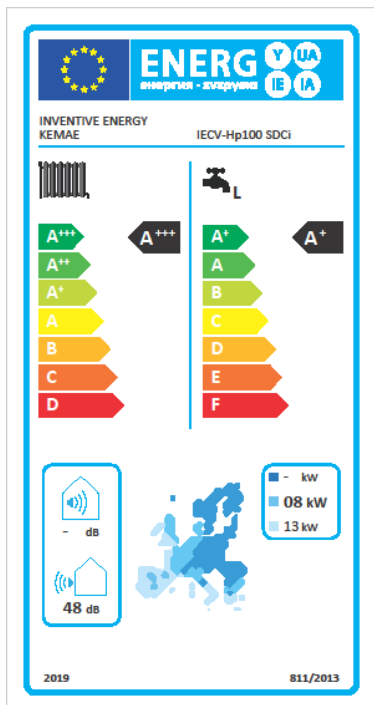 ENERG Y UA
енергия · ενεργεια IE IA
INVENTIVE ENERGY
KEMAE IECV-Hp100 SDCi
L
A+++ A+++ A+ A+
A++ A
A+ B
A C
B D
C E
D F
- dB
48 dB
- kW
08 kW
13 kW
2019 811/2013